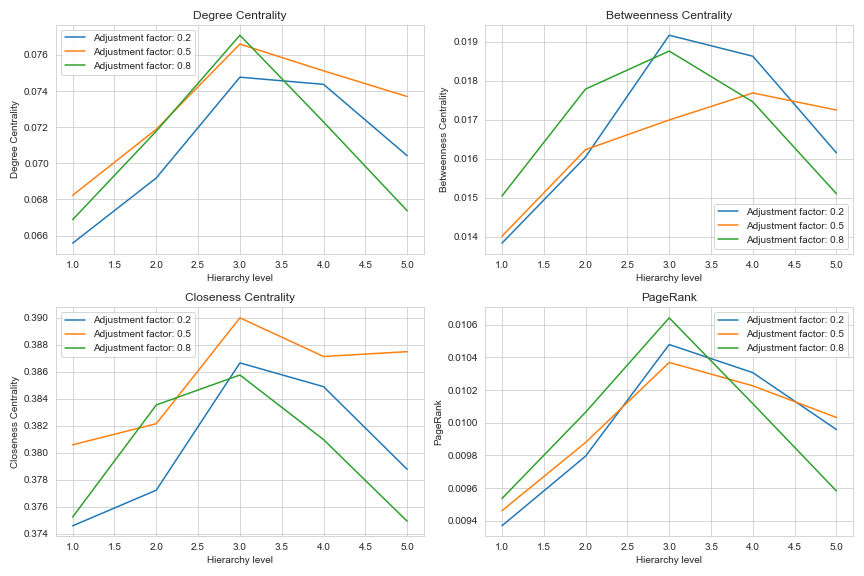 Degree Centrality
Adjustment factor: 0.2
Adjustment factor: 0.5
Adjustment factor: 0.8
Degree Centrality
0.076
0.074
0.072
0.070
0.068
0.066
1.0 1.5 2.0 2.5 3.0 3.5 4.0 4.5 5.0
Hierarchy level
Betweenness Centrality
Betweenness Centrality
0.019
0.018
0.017
0.016
0.015
0.014
Adjustment factor: 0.2
Adjustment factor: 0.5
Adjustment factor: 0.8
1.0 1.5 2.0 2.5 3.0 3.5 4.0 4.5 5.0
Hierarchy level
Closeness Centrality
Adjustment factor: 0.2
Adjustment factor: 0.5
Adjustment factor: 0.8
Closeness Centrality
0.390
0.388
0.386
0.384
0.382
0.380
0.378
0.376
0.374
1.0 1.5 2.0 2.5 3.0 3.5 4.0 4.5 5.0
Hierarchy level
PageRank
Adjustment factor: 0.2
Adjustment factor: 0.5
Adjustment factor: 0.8
PageRank
0.0106
0.0104
0.0102
0.0100
0.0098
0.0096
0.0094
1.0 1.5 2.0 2.5 3.0 3.5 4.0 4.5 5.0
Hierarchy level